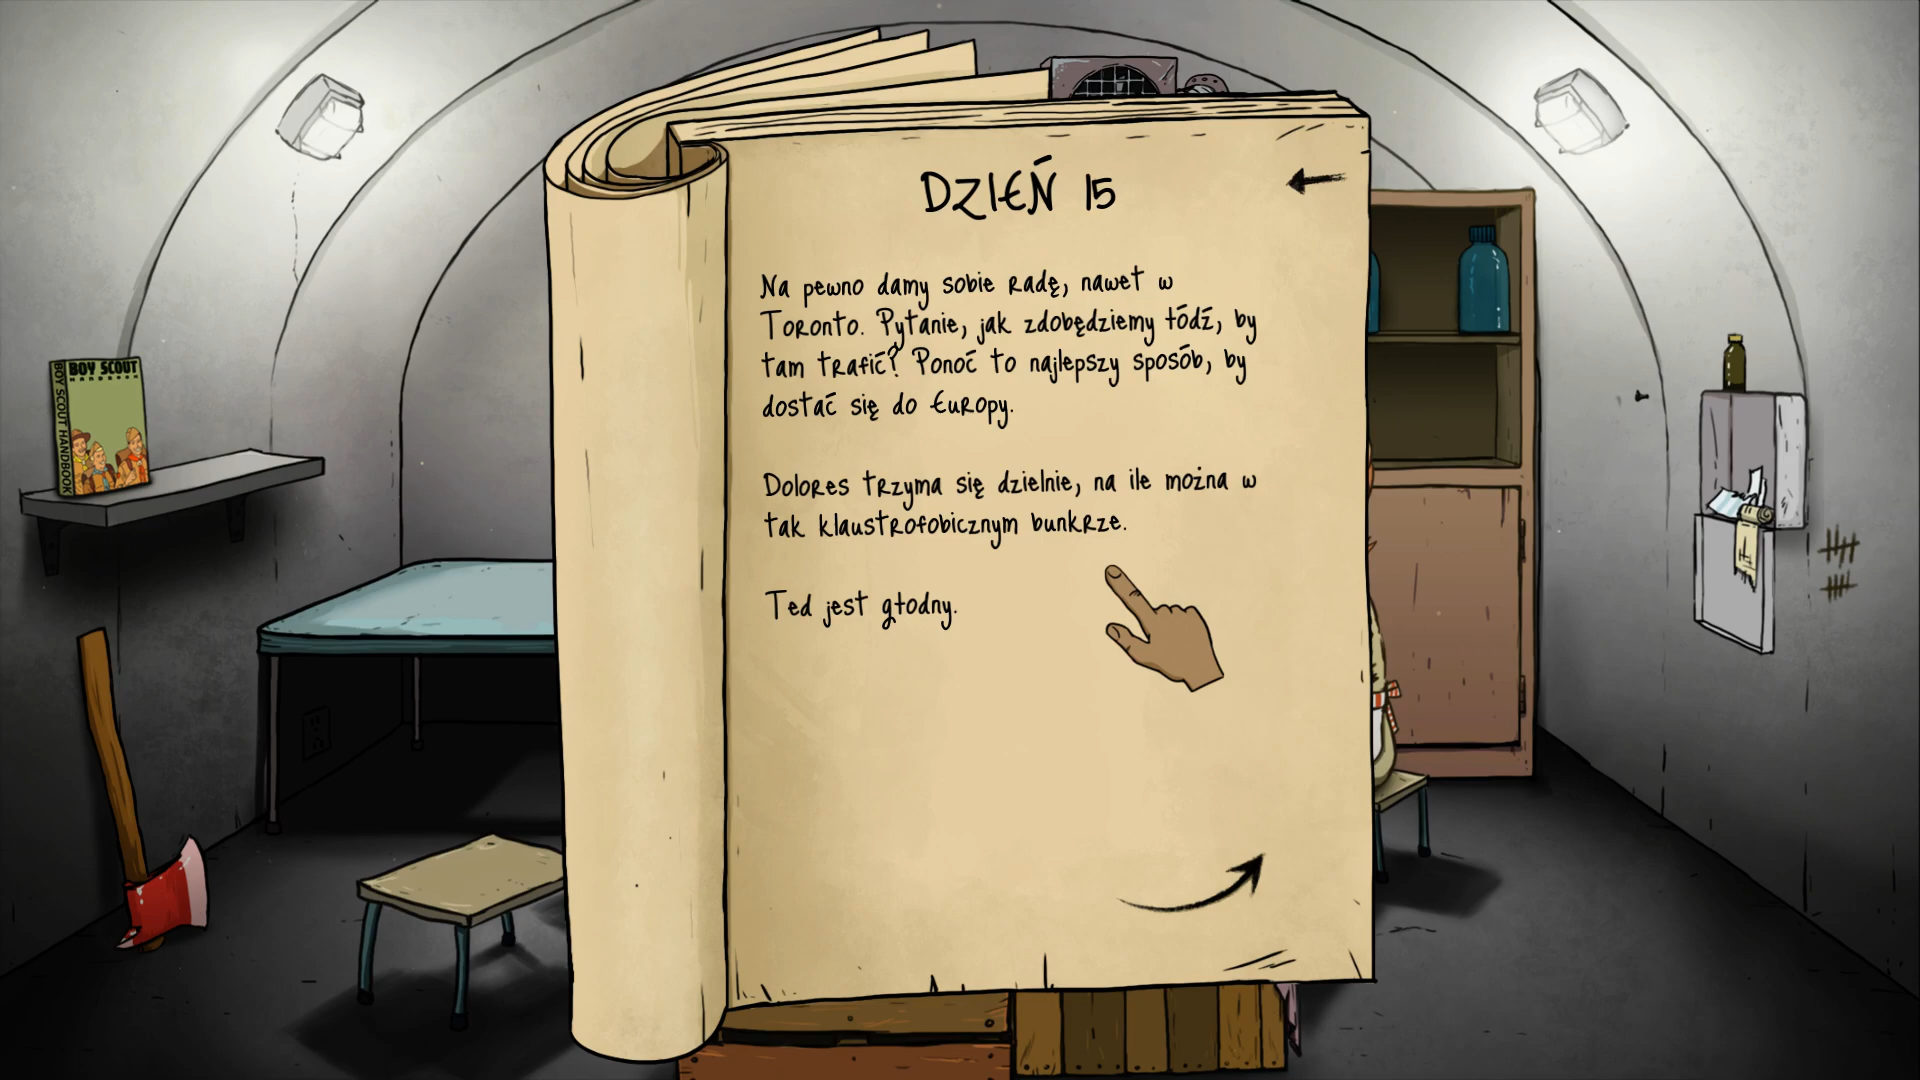 DZIEŃ 15
Na pewno damy sobie radę, nawet w
Toronto. Pytanie, jak zdobędziemy łódź, by
tam trafić? Ponoć to najlepszy sposób, by
dostać się do Europy.
Dolores trzyma się dzielnie, na ile można w
tak klaustrofobicznym bunkrze.
Ted jest głodny.
BOY SCOUT
HANDBOOK
BOY SCOUT HANDBOOK